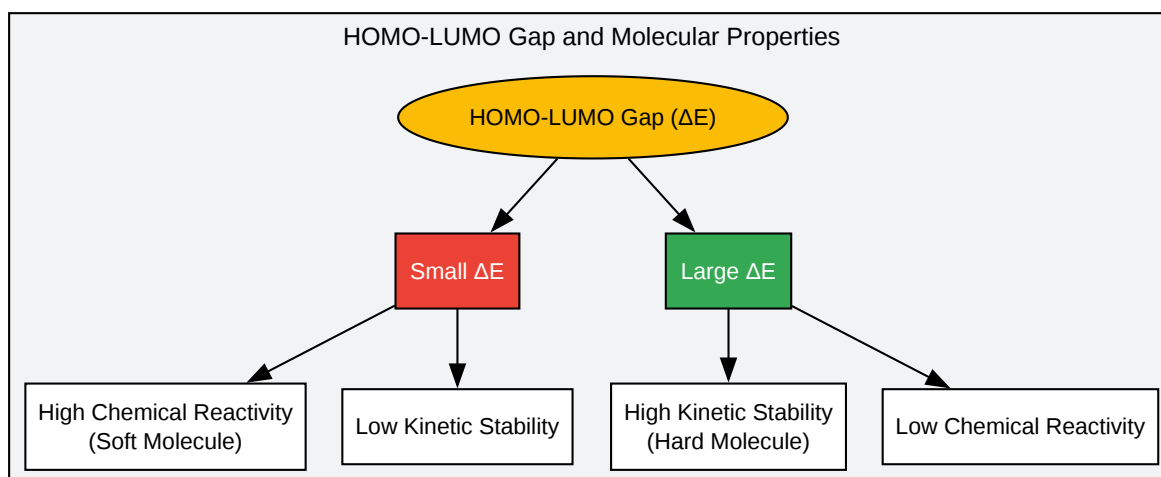 HOMO-LUMO Gap and Molecular Properties
HOMO-LUMO Gap (ΔE)
Small ΔE
Large ΔE
High Chemical Reactivity
(Soft Molecule)
Low Kinetic Stability
High Kinetic Stability
(Hard Molecule)
Low Chemical Reactivity